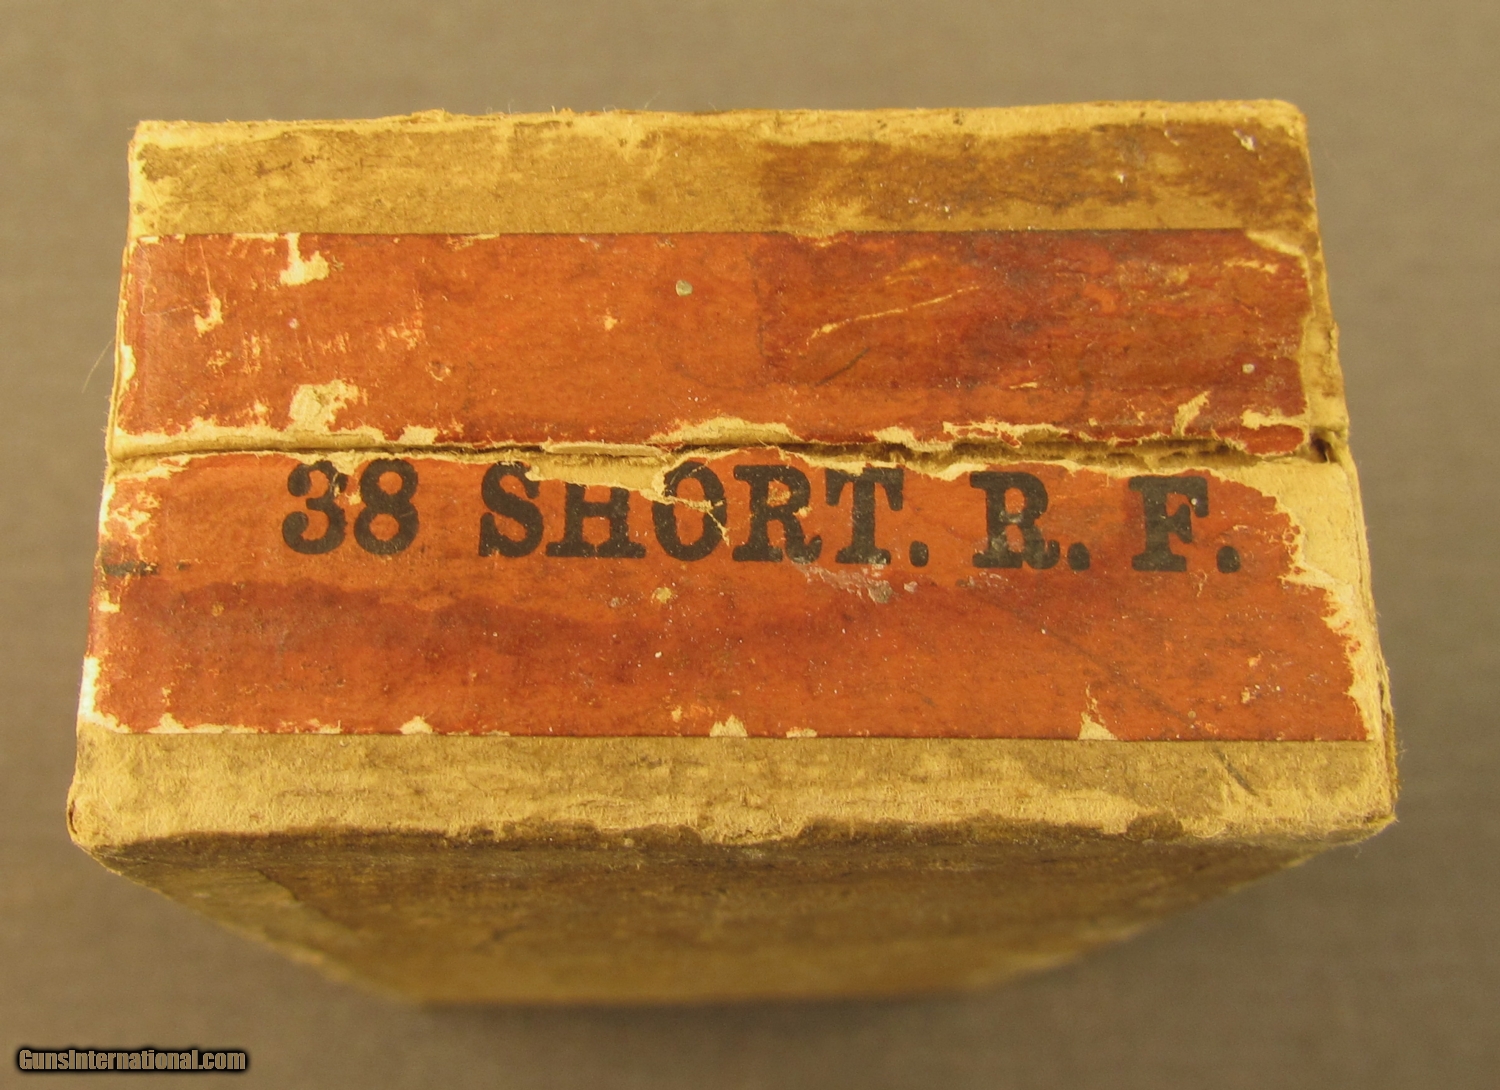 38 SHORT. R. F.
GunsInternational.com